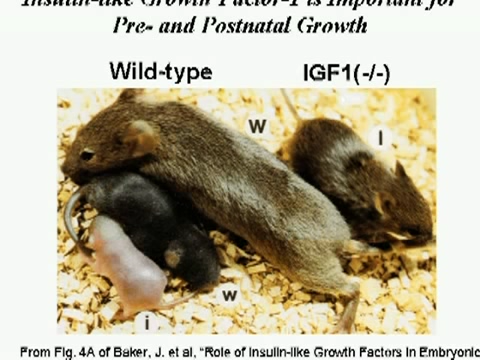 Insulin-like Growth Factor-I is Important for
Pre- and Postnatal Growth
Wild-type IGF1(-/-)
w I
w
i
From Fig. 4A of Baker, J. et al, "Role of Insulin-like Growth Factors in Embryonic